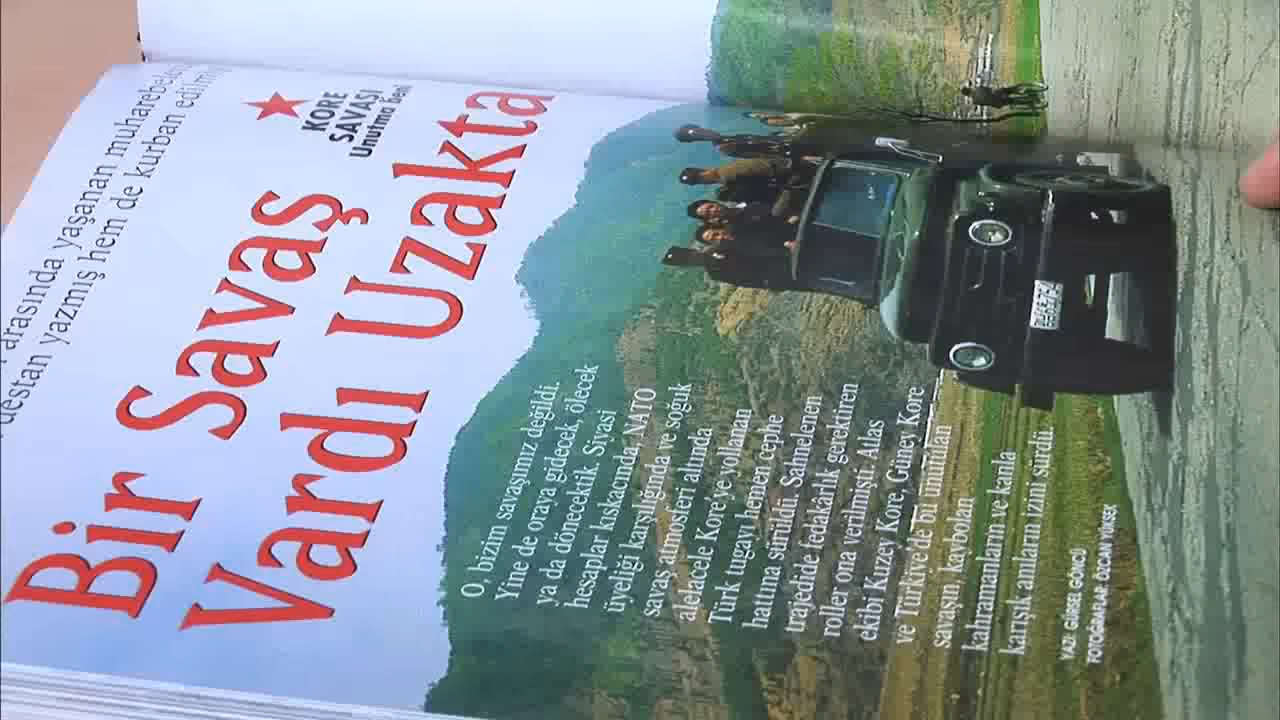 arasında yaşanan muharebele
destan yazmış hem de kurban edilmi
KORE
SAVAŞI
Unutma Beni
Bir Savaş
Vardı Uzakta
O, bizim savaşımız değildi.
Yine de oraya gidecek, ölecek
ya da dönecektik. Siyasi
hesaplar kıskacında NATO
üyeliği karşılığında ve soğuk
savaş atmosferi altında
alelacele Kore'ye yollanan
Türk tugayı hemen cephe
hattına sürüldü. Sahnelenen
trajedide fedakârlık gerektiren
roller ona verilmişti. Atlas
ekibi Kuzey Kore, Güney Kore
ve Türkiye'de bu unutulan
savaşın, kaybolan
kahramanların ve kanla
karışık anıların izini sürdü.
YAZI: GÜRSEL GÖNCÜ
FOTOĞRAFLAR: ÖZCAN YÜKSEK